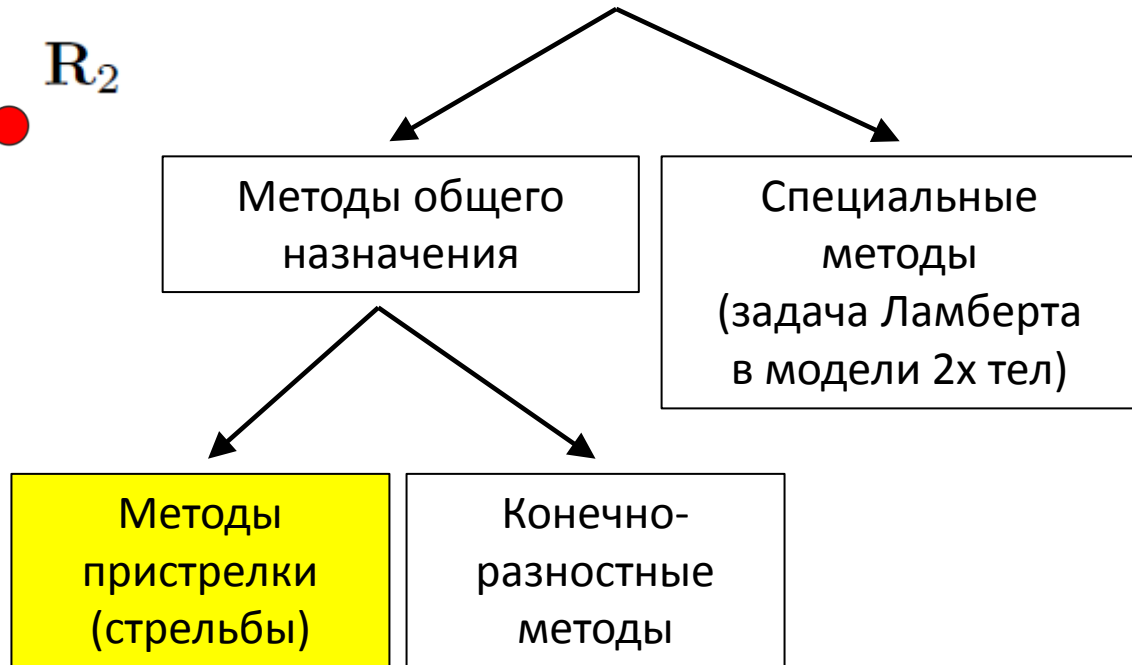 R₂
Методы общего
назначения
Специальные
методы
(задача Ламберта
в модели 2х тел)
Методы
пристрелки
(стрельбы)
Конечно-
разностные
методы